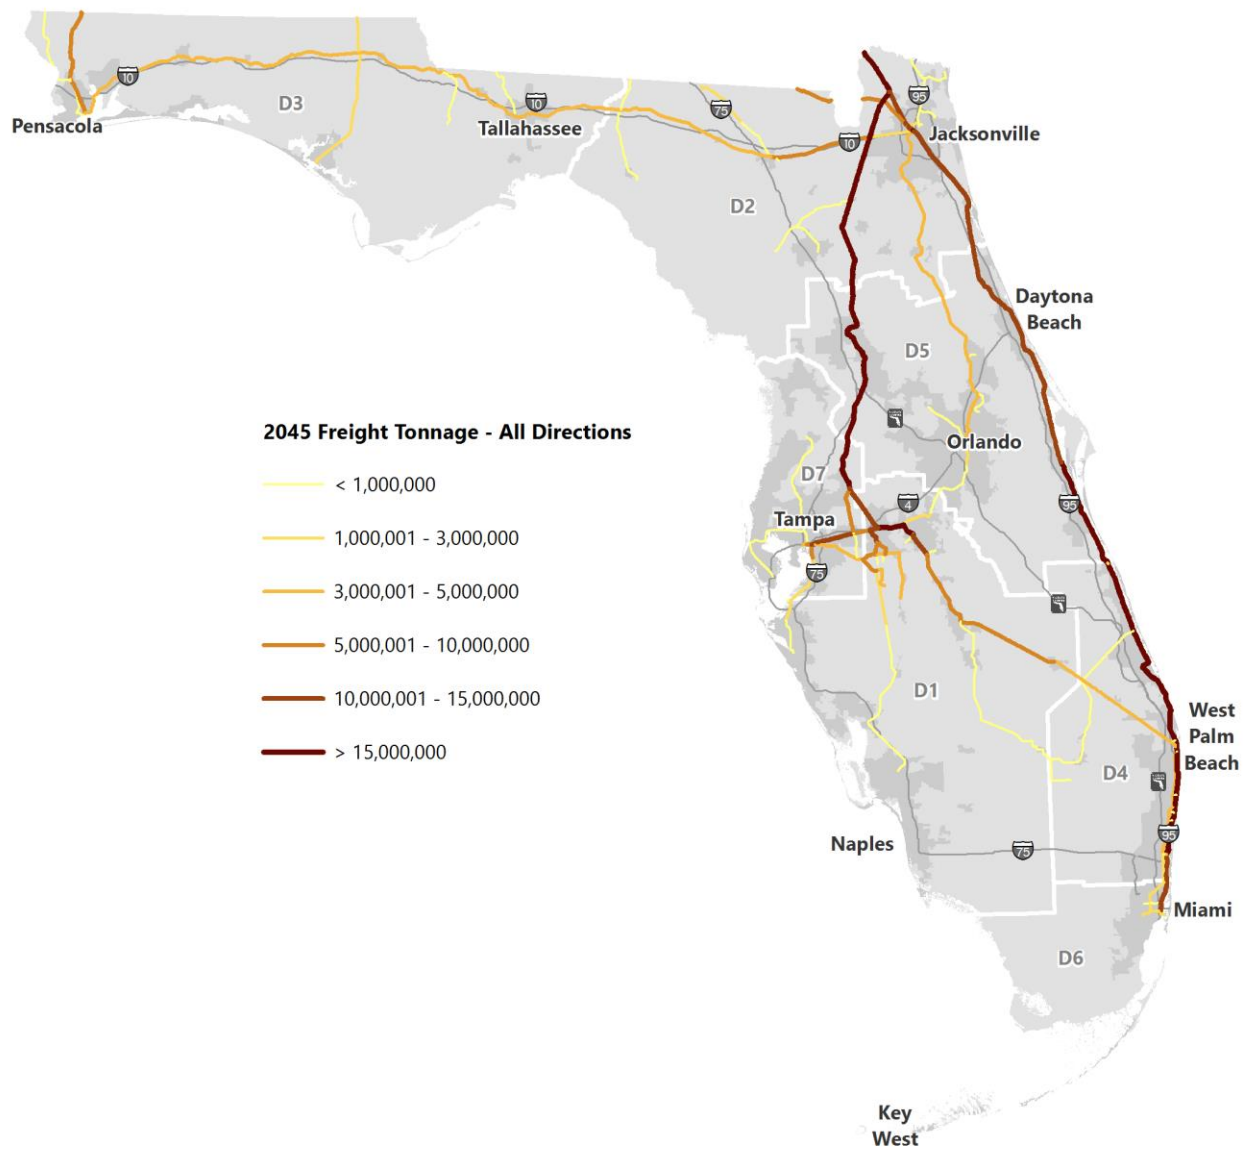 10
D3
Pensacola
10
Tallahassee
75
95
10
Jacksonville
D2
Daytona
Beach
D5
2045 Freight Tonnage - All Directions
< 1,000,000
1,000,001 - 3,000,000
3,000,001 - 5,000,000
5,000,001 - 10,000,000
10,000,001 - 15,000,000
> 15,000,000
Orlando
D7
4
95
Tampa
75
D1
West
Palm
Beach
D4
95
Naples
75
Miami
D6
Key
West